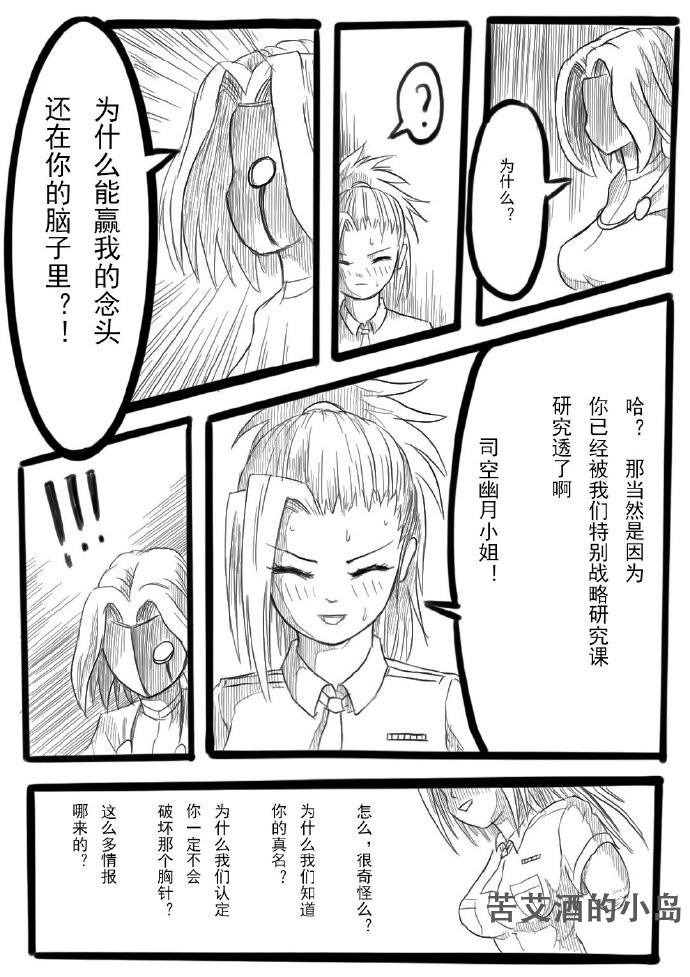 为什么？
？
为什么能赢我的念头
还在你的脑子里？！
哈？ 那当然是因为
你已经被我们特别战略研究课
研究透了啊
司空幽月小姐！
！！！
怎么，很奇怪么？
为什么我们知道
你的真名？
为什么我们认定
你一定不会
破坏那个胸针？
这么多情报
哪来的？
苦艾酒的小岛